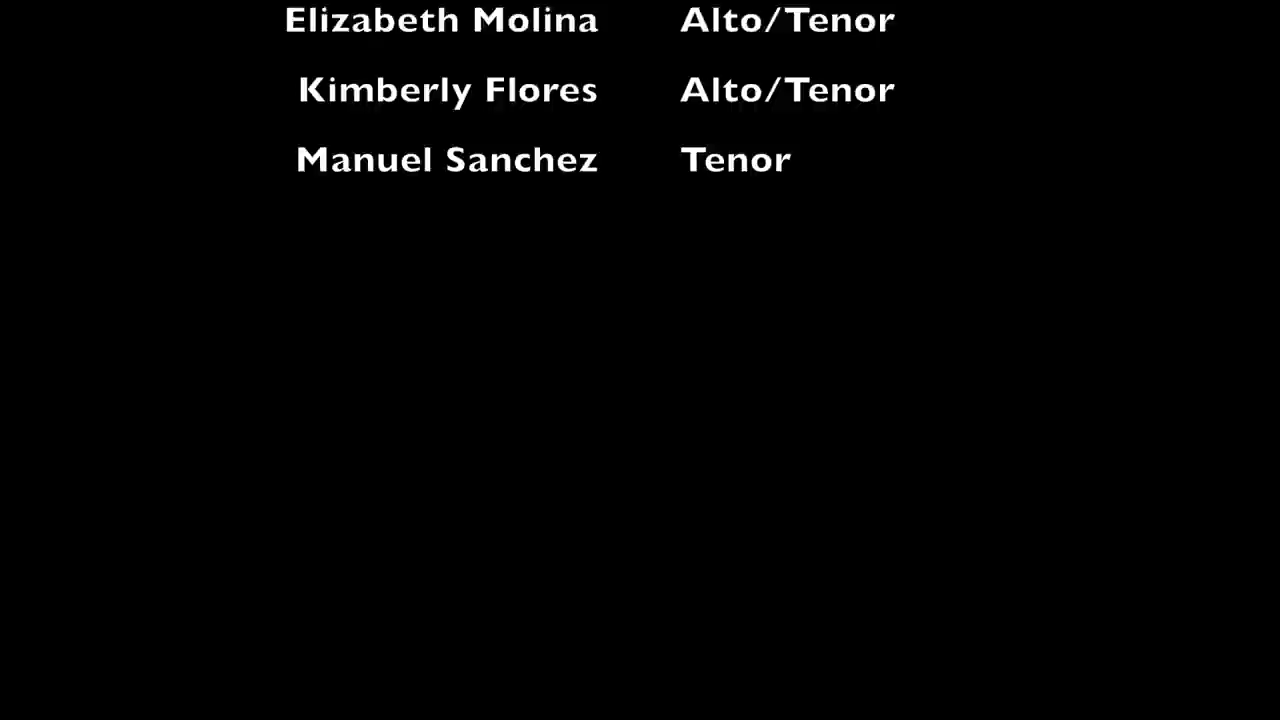 Elizabeth Molina Alto/Tenor
Kimberly Flores Alto/Tenor
Manuel Sanchez Tenor